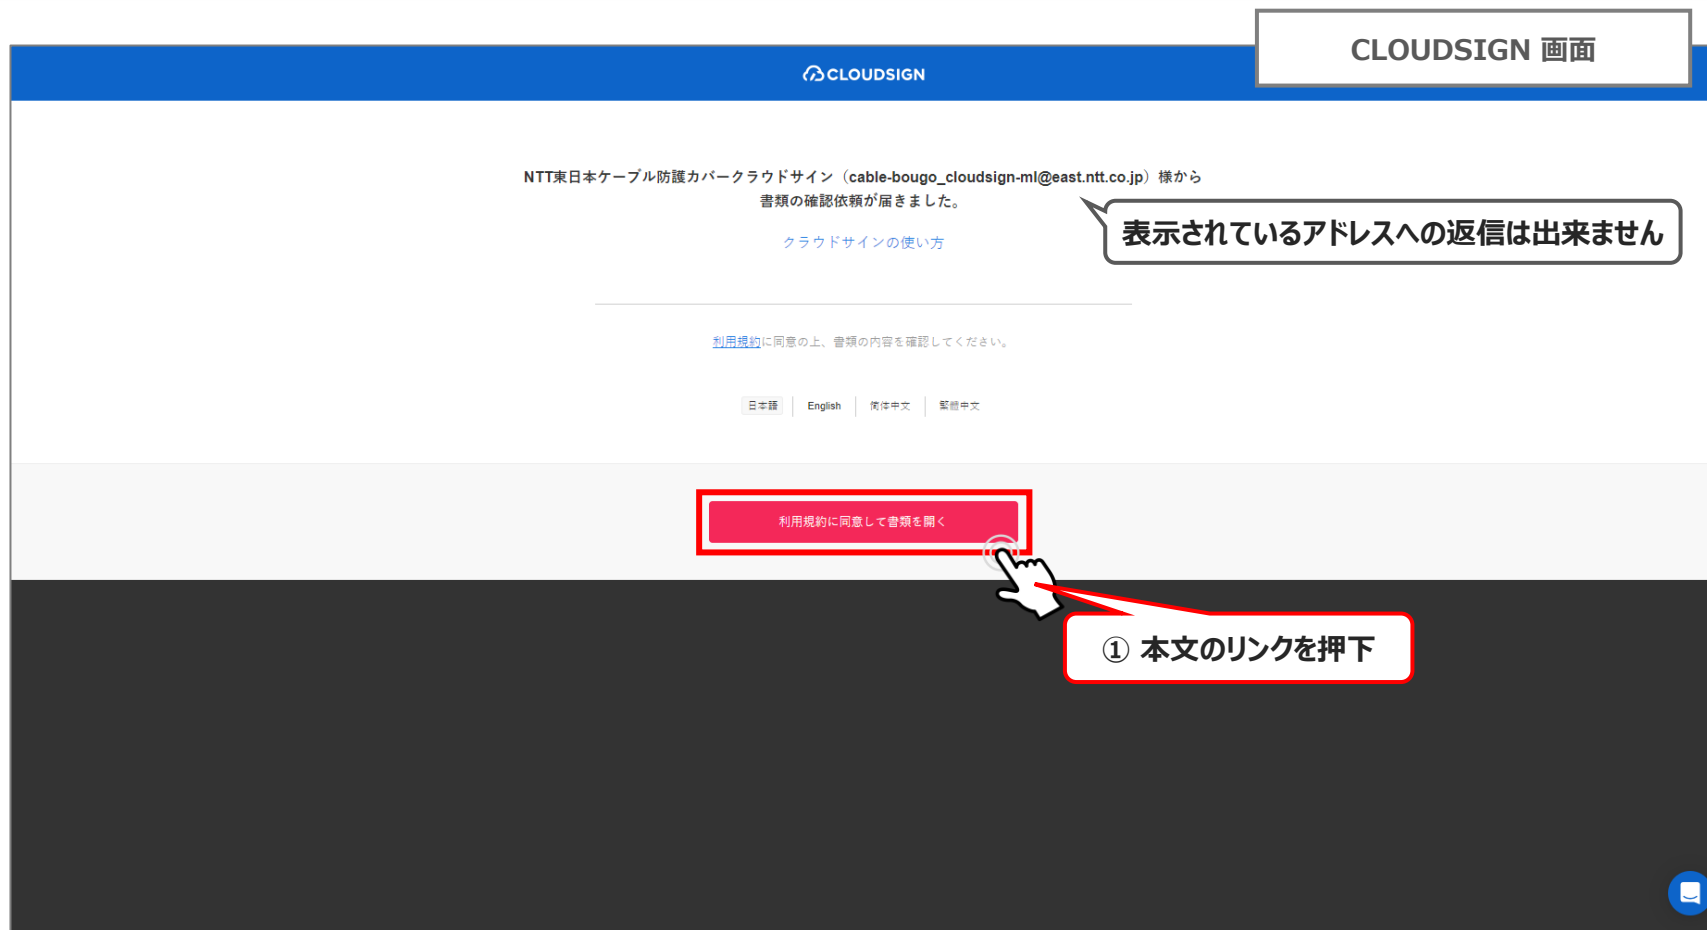 CLOUDSIGN 画面
CLOUDSIGN
NTT東日本ケーブル防護カバークラウドサイン（cable-bougo_cloudsign-ml@east.ntt.co.jp）様から
書類の確認依頼が届きました。
表示されているアドレスへの返信は出来ません
クラウドサインの使い方
利用規約に同意の上、書類の内容を確認してください。
日本語 English 简体中文 繁體中文
利用規約に同意して書類を開く
① 本文のリンクを押下